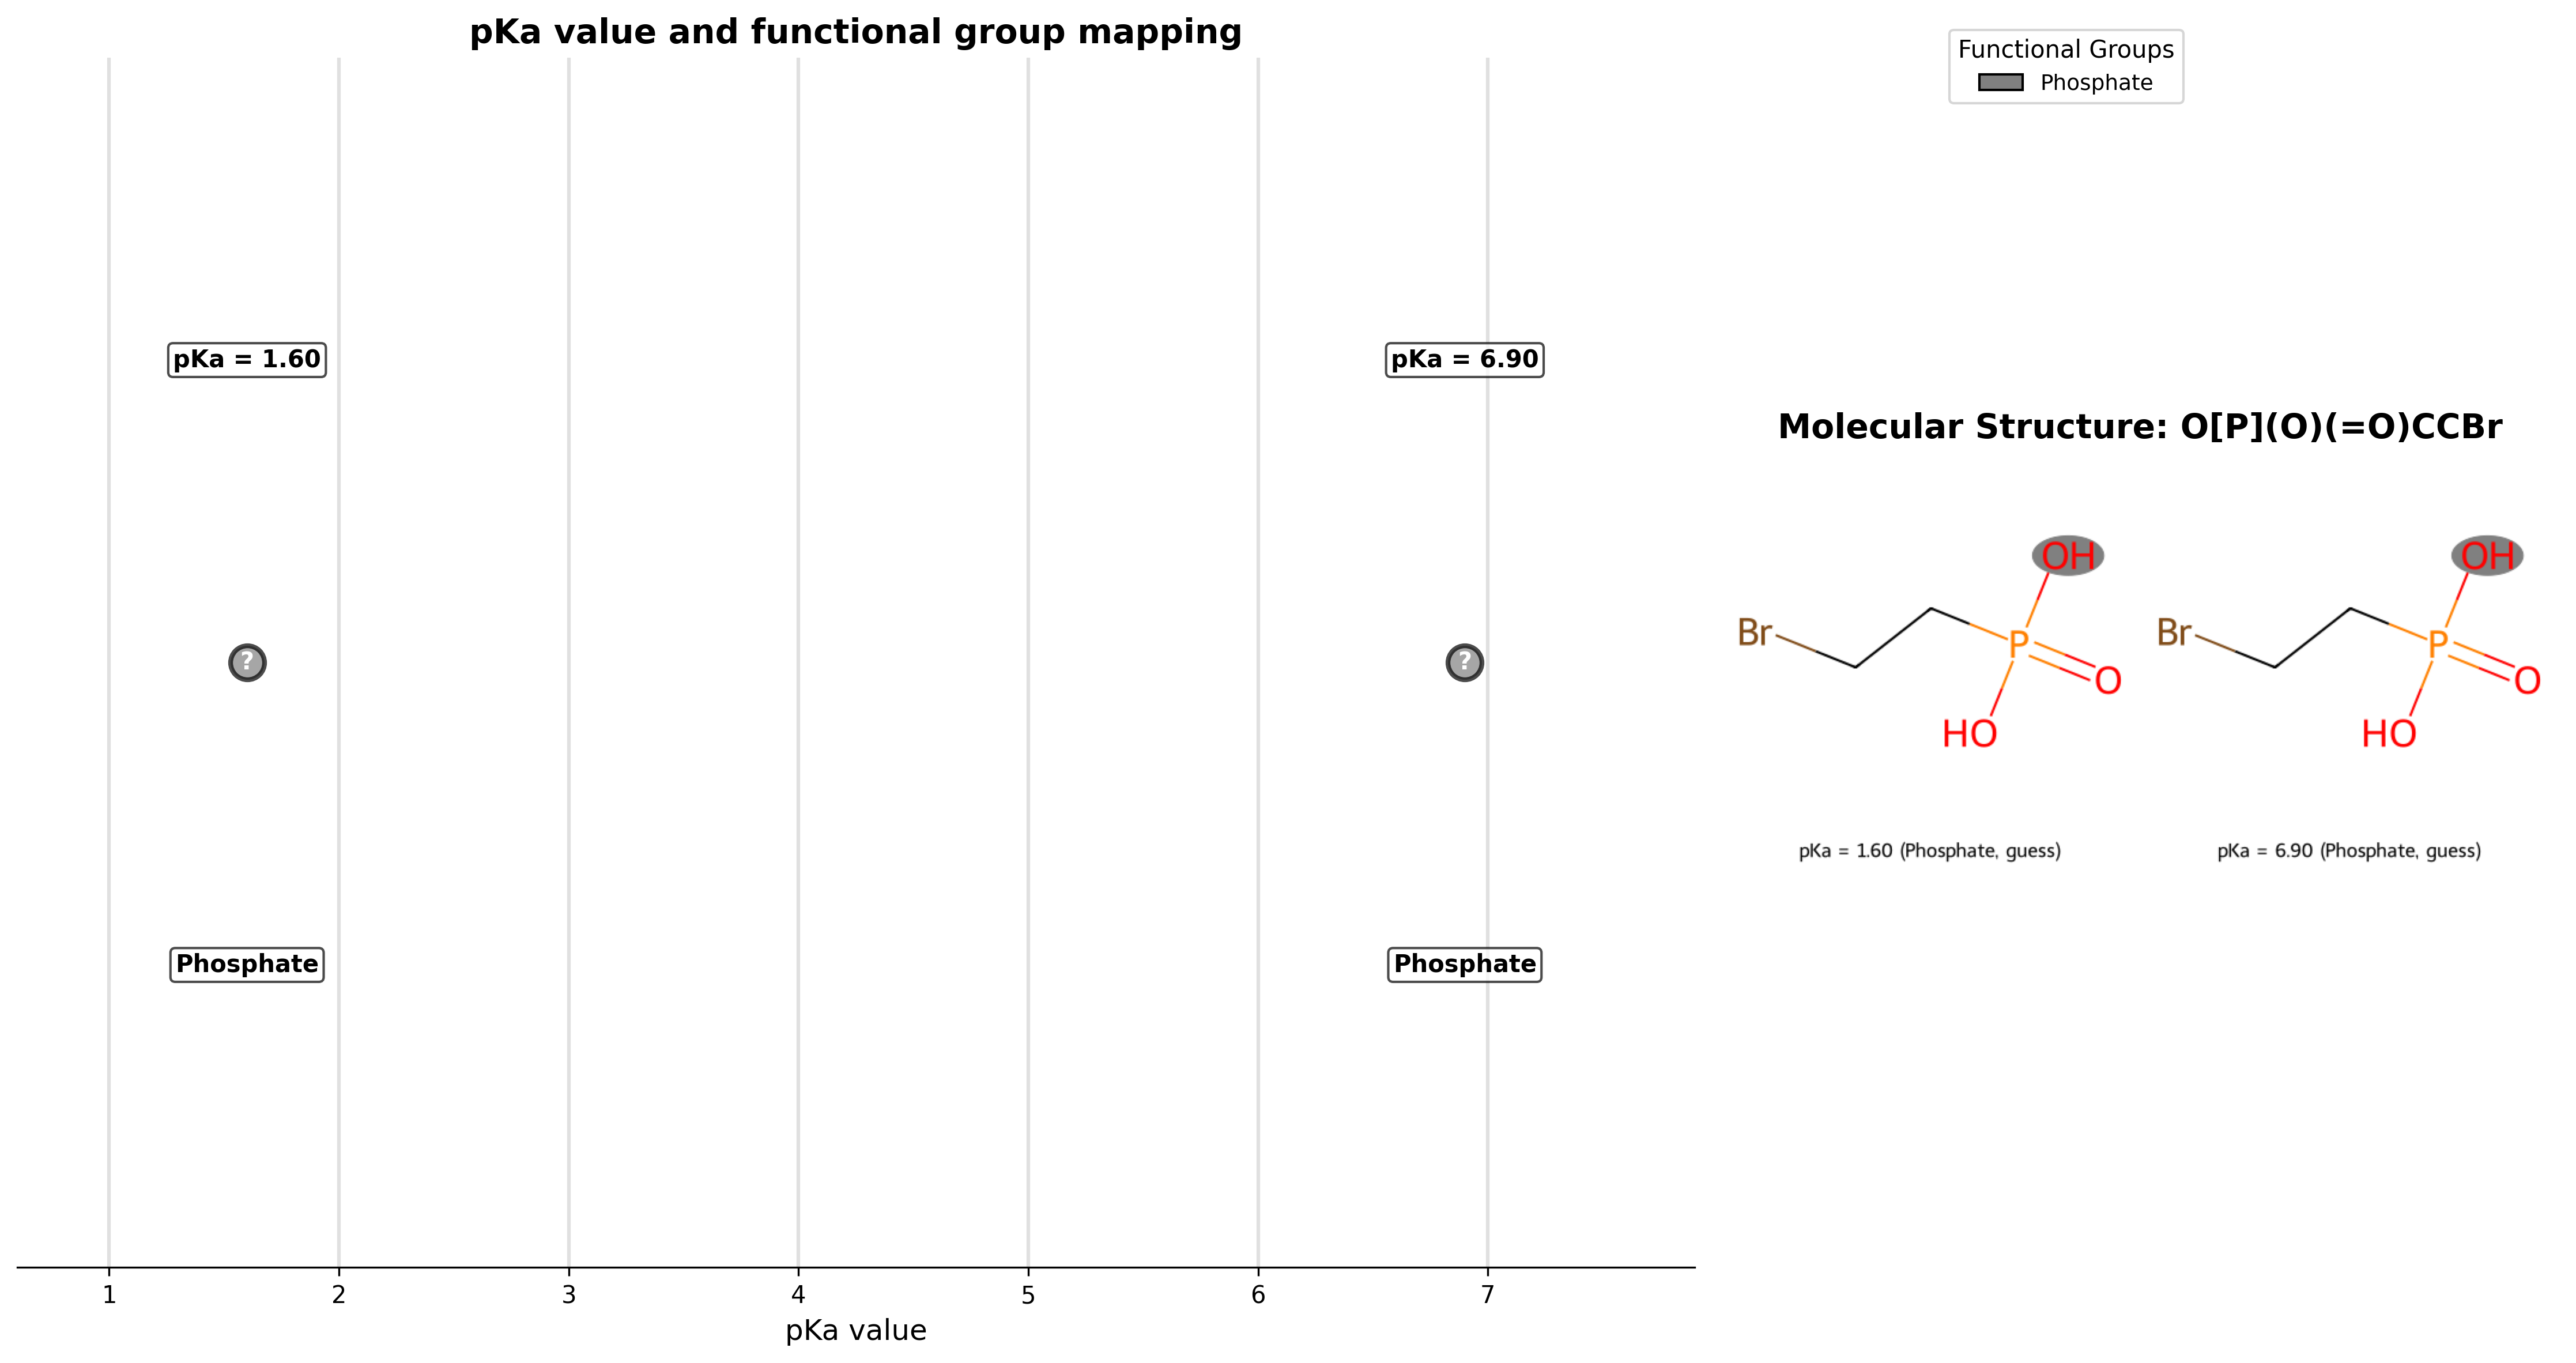 pKa value and functional group mapping
pKa = 1.60
pKa = 6.90
?
?
Phosphate
Phosphate
1
2
3
4
5
6
7
pKa value
Functional Groups
Phosphate
Molecular Structure: O[P](O)(=O)CCBr
OH
Br
P
O
HO
OH
Br
P
O
HO
pKa = 1.60 (Phosphate, guess)
pKa = 6.90 (Phosphate, guess)